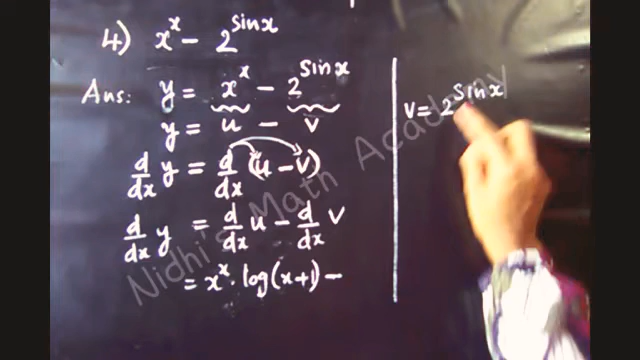 4) x^x - 2^sinx
Ans: y = x^x - 2^sinx
y = u - v
d/dx y = d/dx (u - v)
d/dx y = d/dx u - d/dx v
= x^x · log(x+1) -
v = 2^sinx
Nidhi's Math Academy